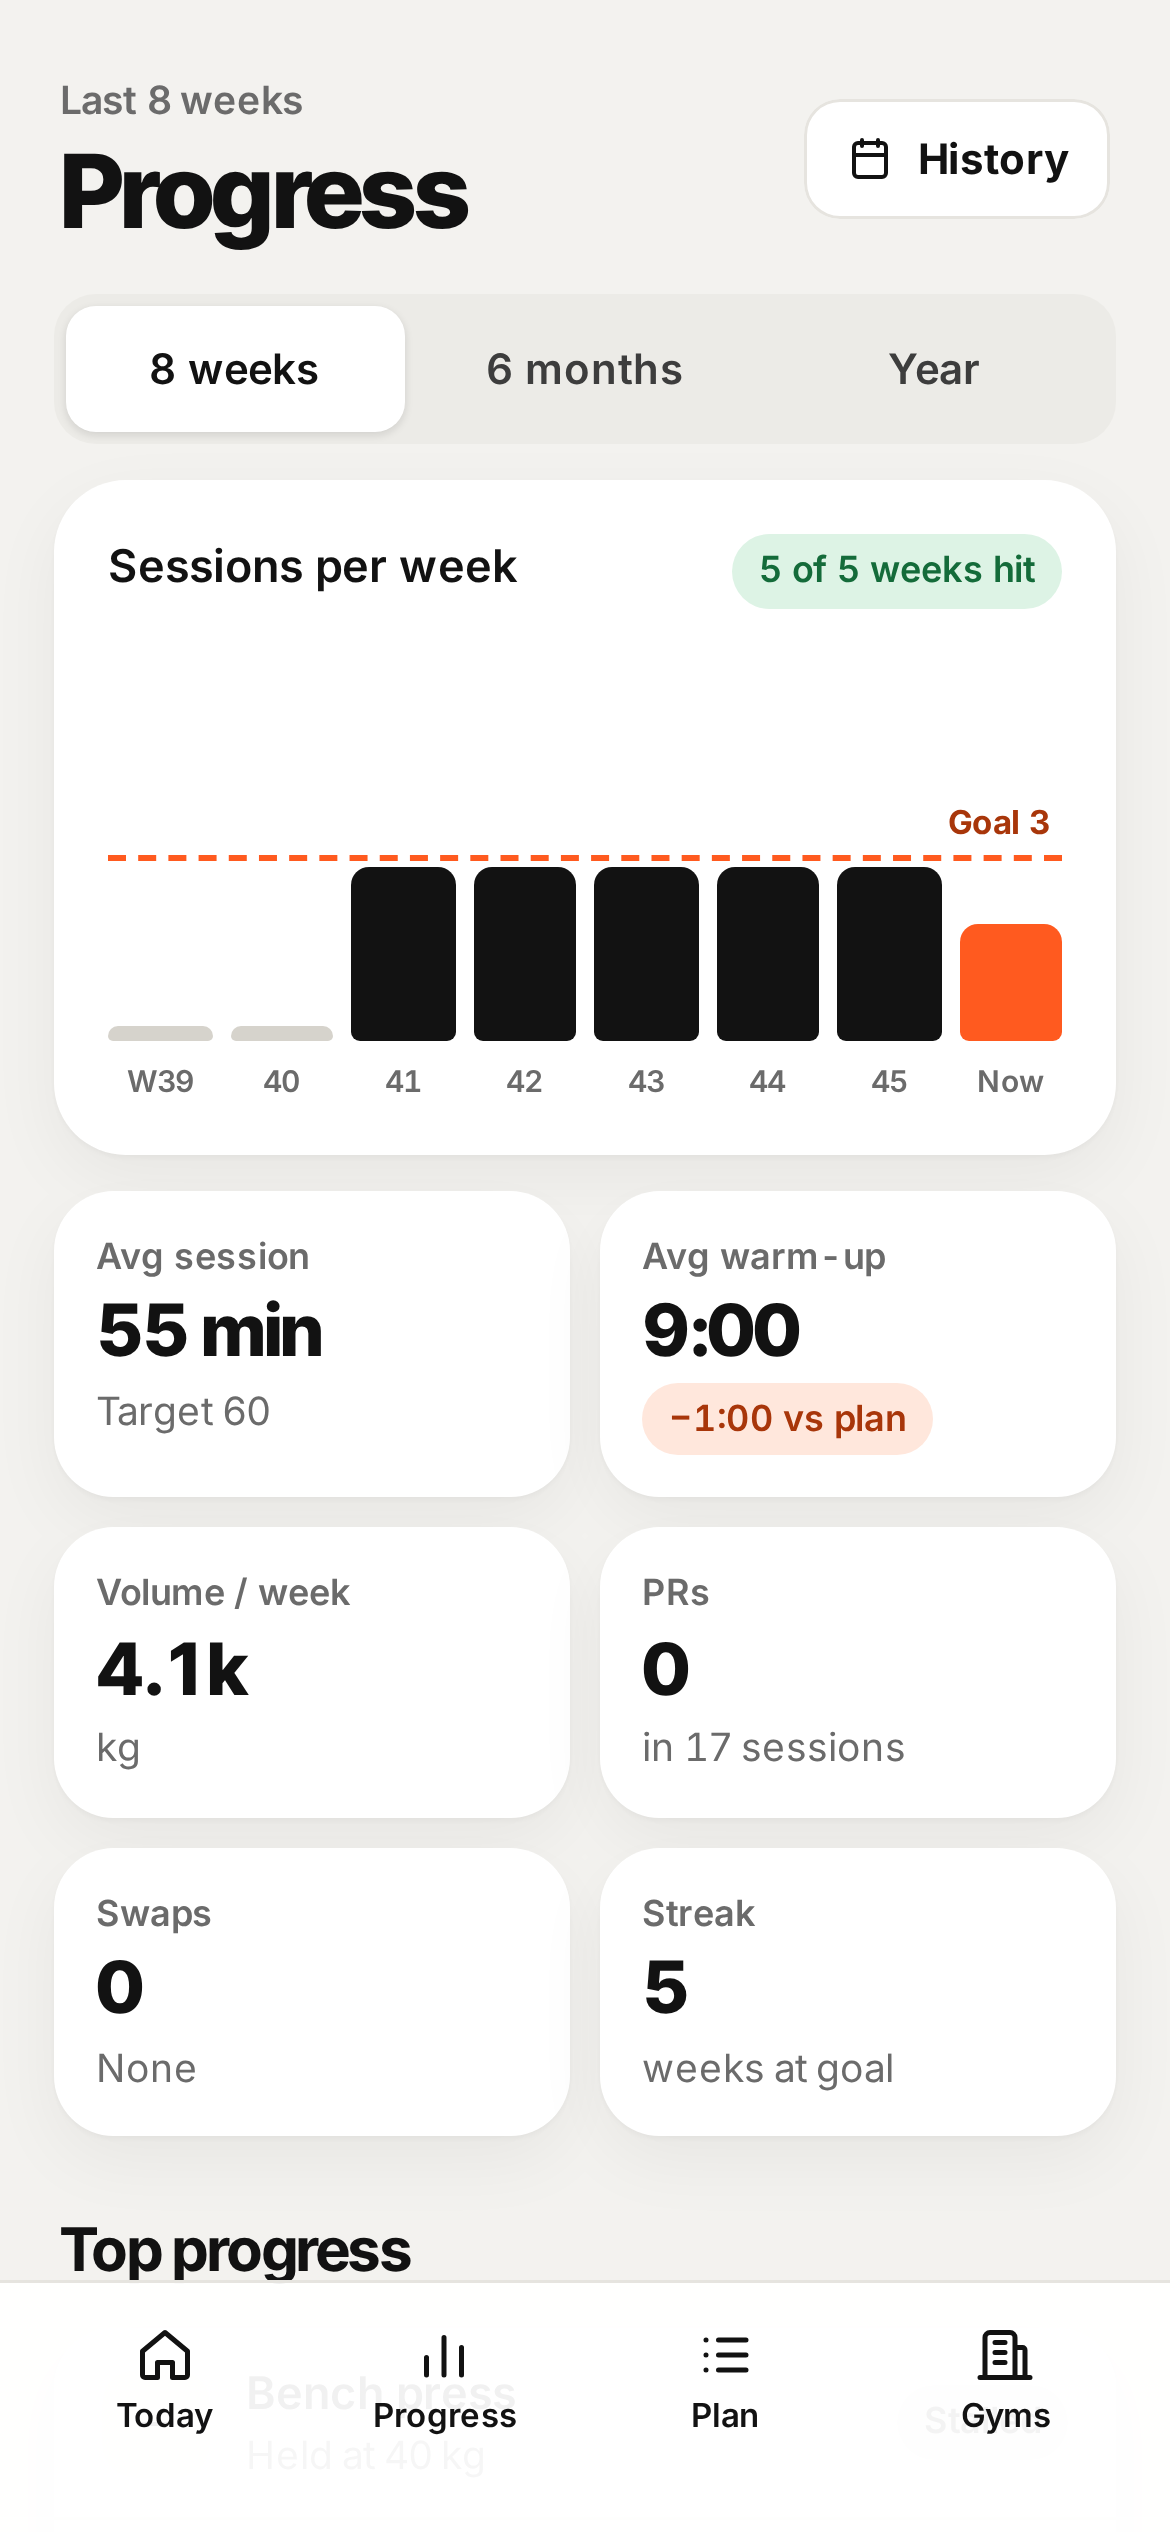 Last 8 weeks
Progress
History
8 weeks
6 months
Year
Sessions per week
5 of 5 weeks hit
Goal 3
W39
40
41
42
43
44
45
Now
Avg session
55 min
Target 60
Avg warm-up
9:00
−1:00 vs plan
Volume / week
4.1k
kg
PRs
0
in 17 sessions
Swaps
0
None
Streak
5
weeks at goal
Top progress
Bench press
Held at 40 kg
Today
Progress
Plan
Gyms